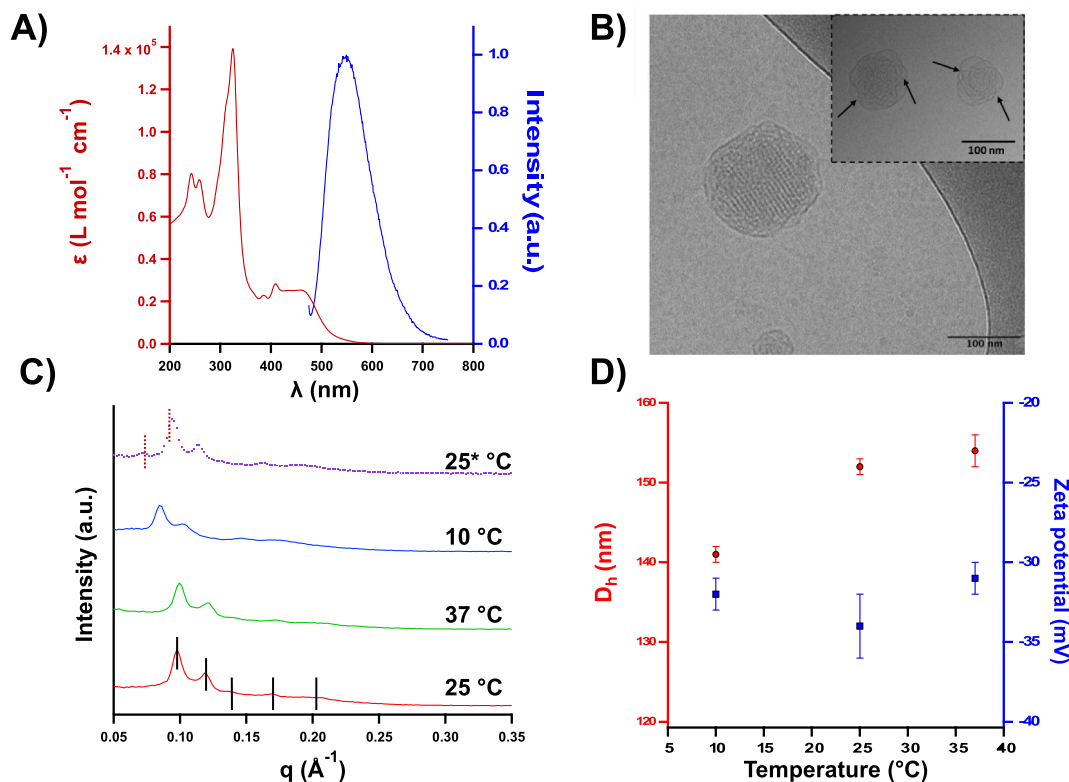 A)
ε (L mol⁻¹ cm⁻¹)
1.4 x 10⁵
1.2
1.0
0.8
0.6
0.4
0.2
0.0
200 300 400 500 600 700 800
λ (nm)
1.0
0.8
0.6
0.4
0.2
0.0
Intensity (a.u.)
B)
100 nm
100 nm
C)
Intensity (a.u.)
25* °C
10 °C
37 °C
25 °C
0.05 0.10 0.15 0.20 0.25 0.30 0.35
q (Å⁻¹)
D)
Dₕ (nm)
160
150
140
130
120
5 10 15 20 25 30 35 40
Temperature (°C)
-20
-25
-30
-35
-40
Zeta potential (mV)